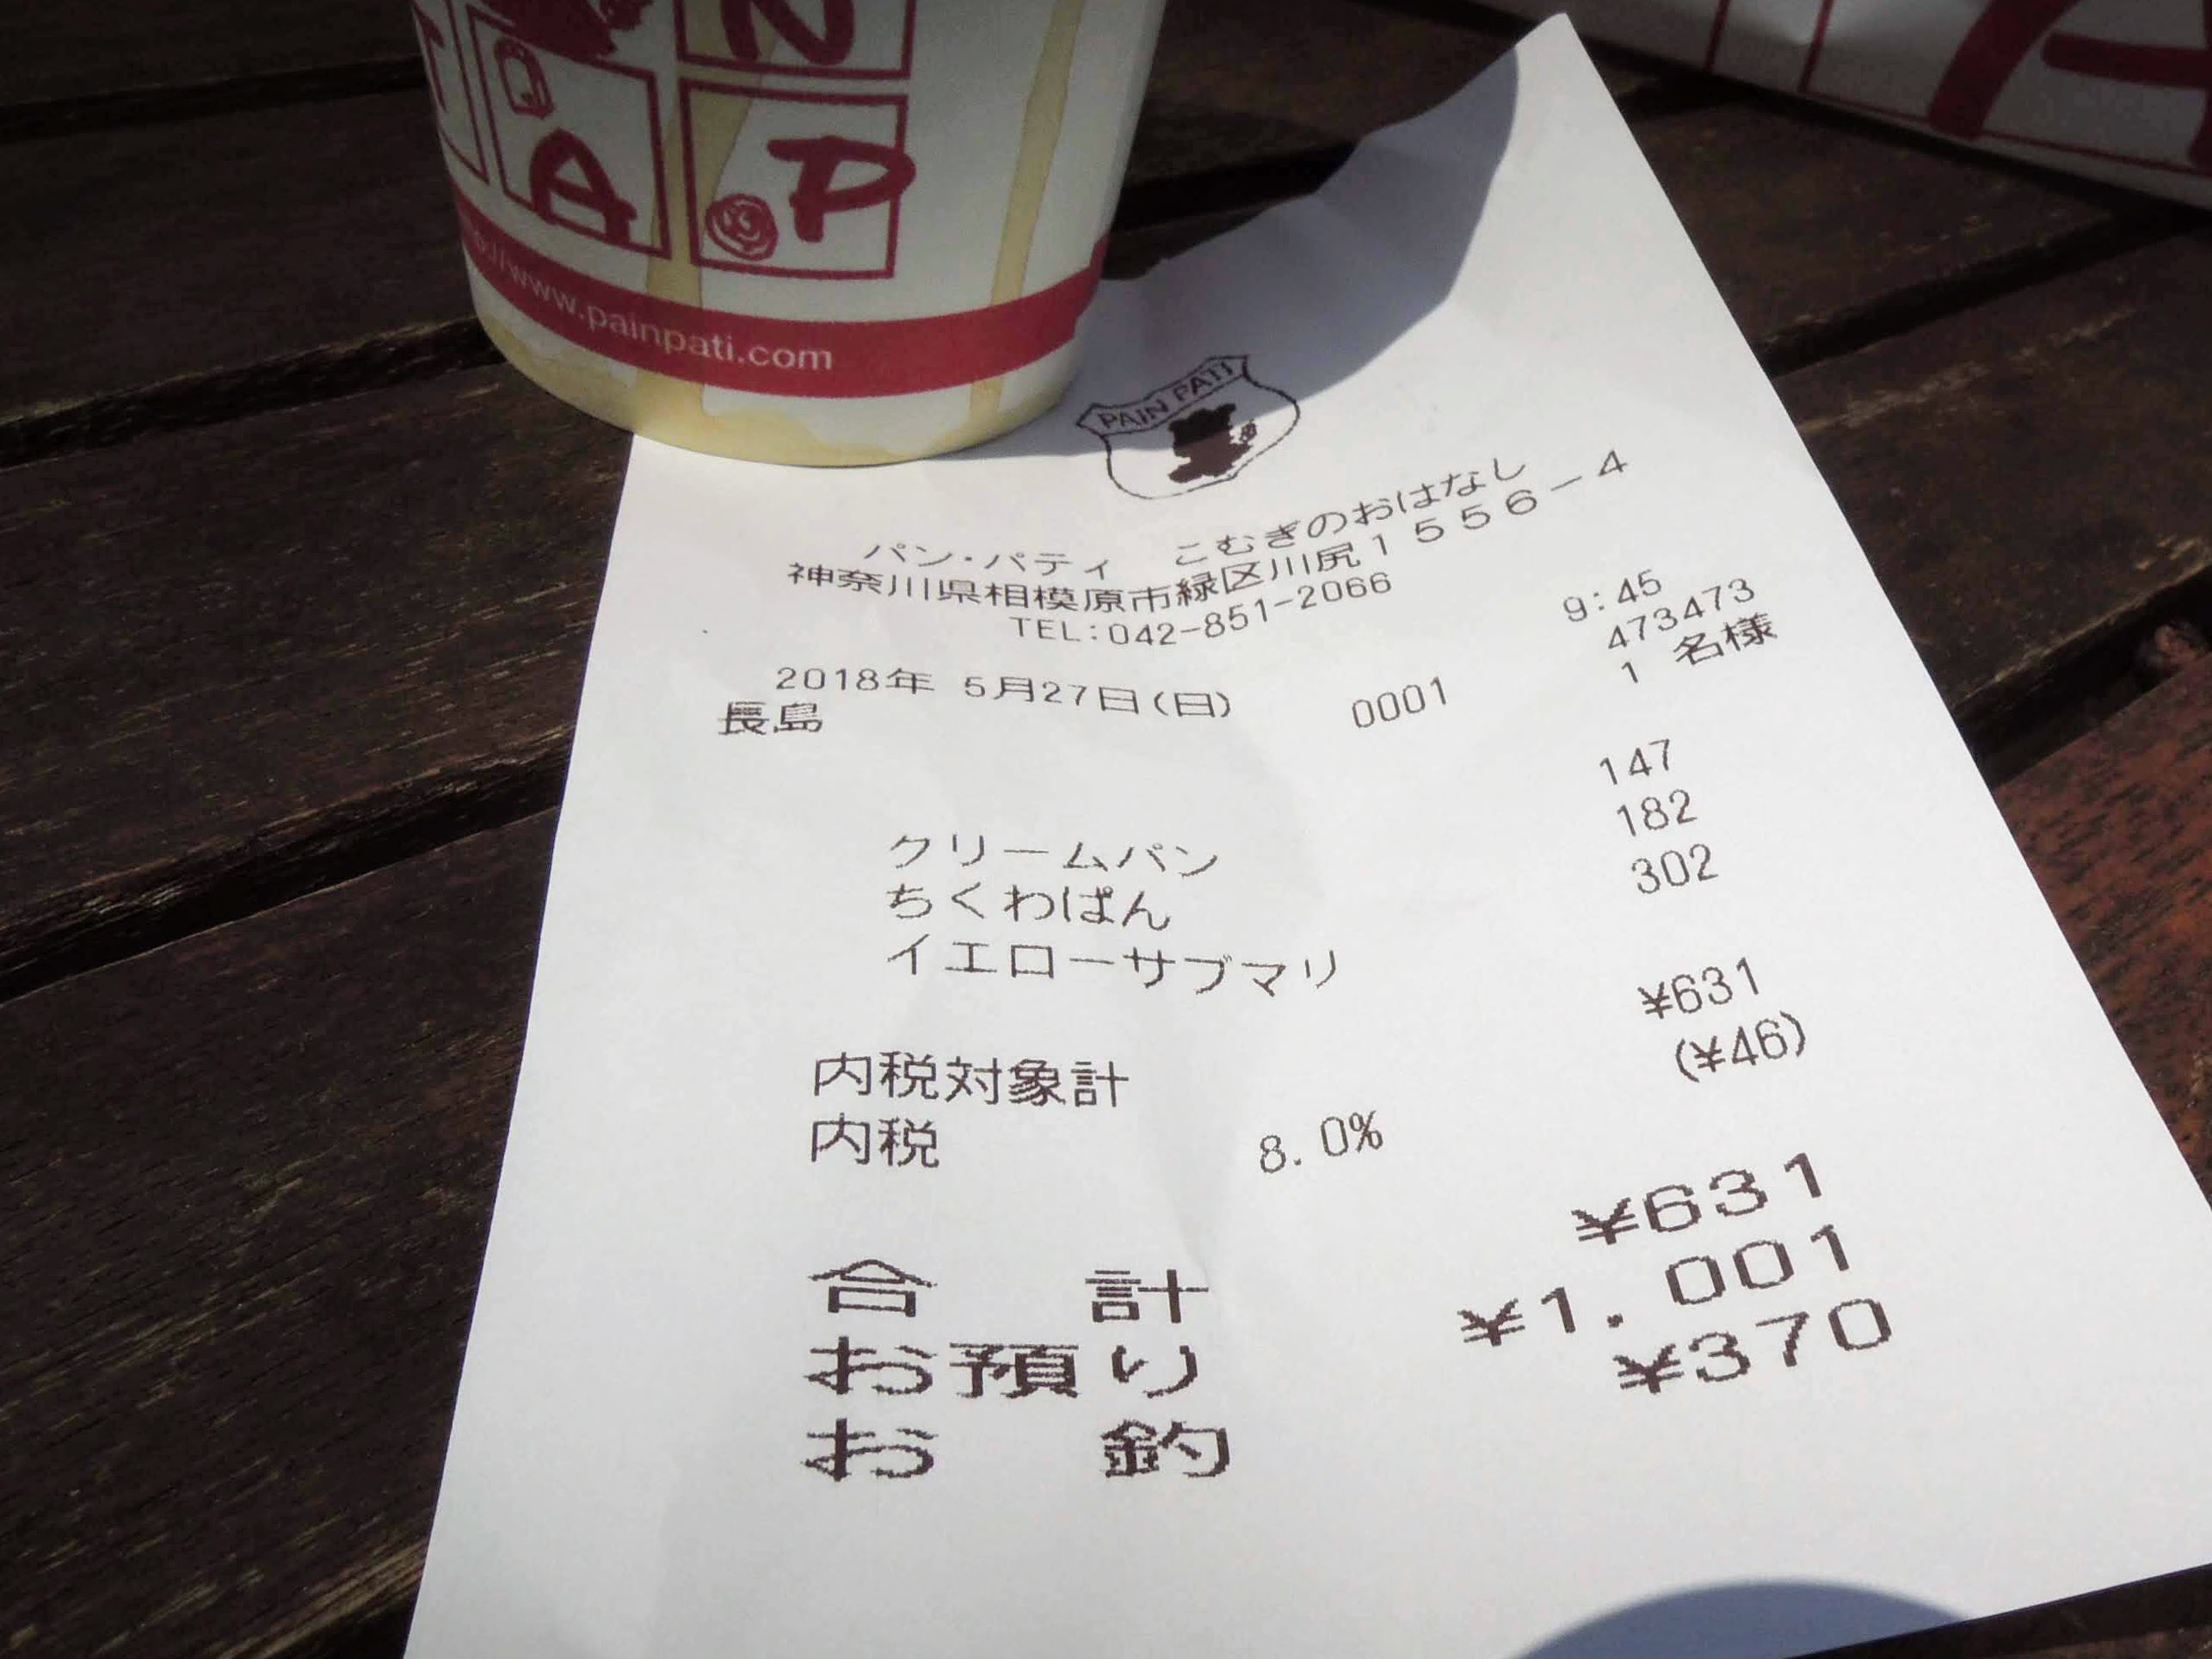 N
A
P
http://www.painpati.com
PAIN PATI
パン・パティ こむぎのおはなし
神奈川県相模原市緑区川尻1556-4
TEL:042-851-2066
2018年 5月27日(日) 9:45
長島 0001 473473
1 名様
クリームパン 147
ちくわぱん 182
イエローサブマリ 302
内税対象計 ¥631
内税 8.0% (¥46)
合計 ¥631
お預り ¥1.001
お釣 ¥370